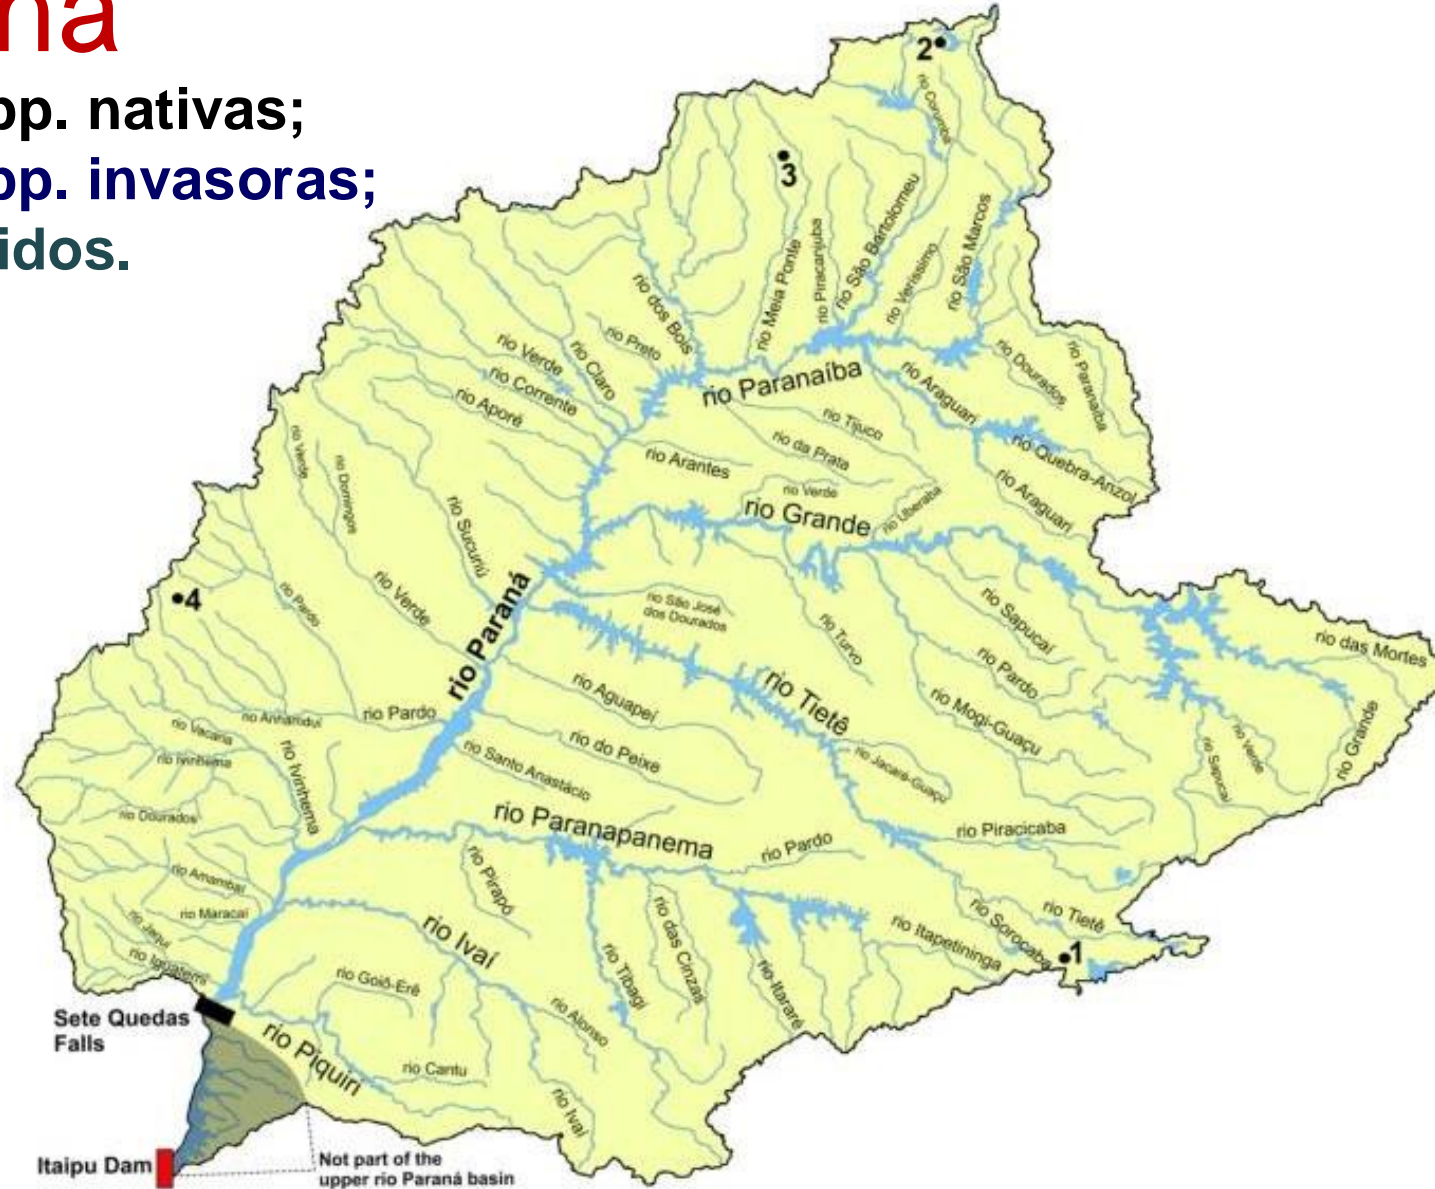 na
pp. nativas;
pp. invasoras;
idos.
2
rio Corumbá
3
rio Meia Ponte
rio Piracanjuba
rio São Bartolomeu
rio Veríssimo
rio São Marcos
rio dos Bois
rio Preto
rio Claro
rio Verde
rio Corrente
rio Aporé
rio Paranaíba
rio Araguari
rio Dourados
rio Paranaíba
rio Tijuco
rio da Prata
rio Quebra-Anzol
rio Araguari
rio Arantes
rio Verde
rio Grande
rio Uberaba
rio Verde
rio Domingos
rio Sucuriú
rio Verde
rio Pardo
4
rio Paraná
rio São José
dos Dourados
rio Turvo
rio Sapucaí
rio Pardo
rio Mogi-Guaçu
rio das Mortes
rio Grande
rio Verde
rio Sapucaí
rio Tietê
rio Aguapeí
rio do Peixe
rio Santo Anastácio
rio Jacaré-Guaçu
rio Pardo
rio Anhanduí
rio Vacaria
rio Ivinhema
rio Ivinhema
rio Dourados
rio Paranapanema
rio Pardo
rio Piracicaba
rio Pirapó
rio Amambaí
rio Maracaí
rio Jaquí
rio Iguatemi
rio Ivaí
rio Tibagi
rio das Cinzas
rio Itararé
rio Itapetininga
rio Sorocaba
rio Tietê
1
rio Goiô-Erê
rio Alonso
rio Piquiri
rio Cantu
rio Ivaí
Sete Quedas
Falls
Itaipu Dam
Not part of the
upper rio Paraná basin